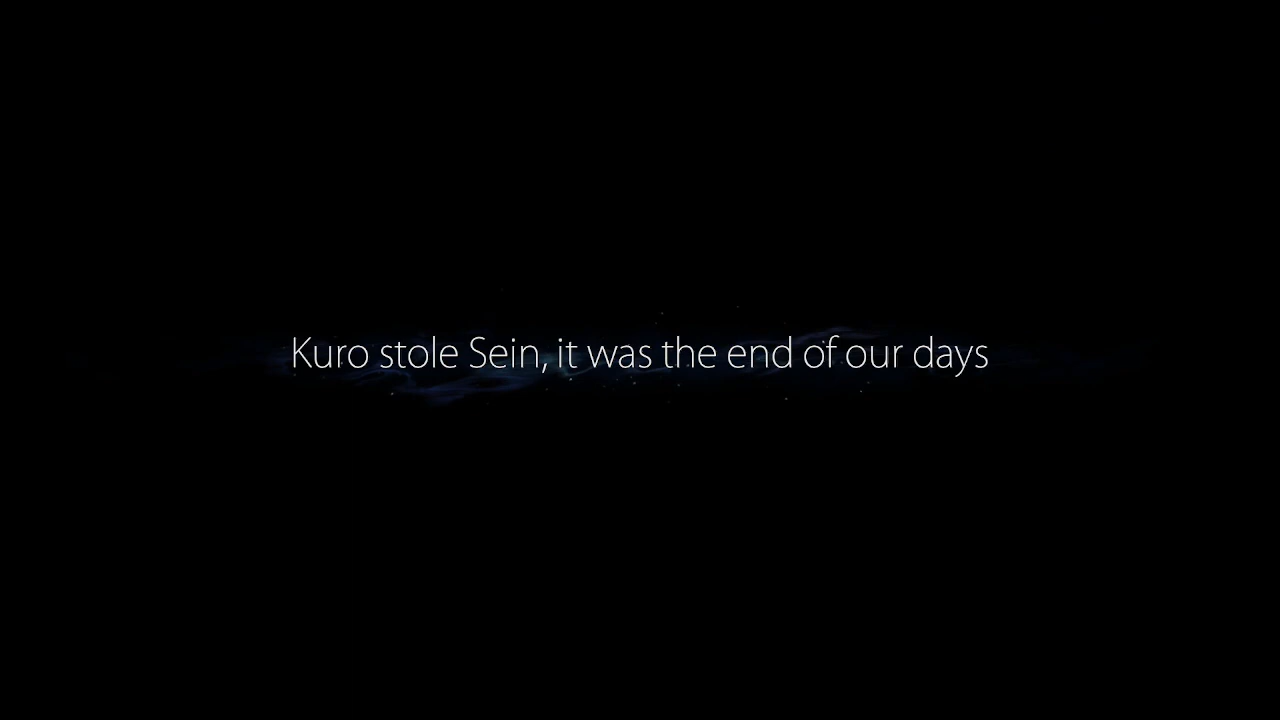 Kuro stole Sein, it was the end of our days